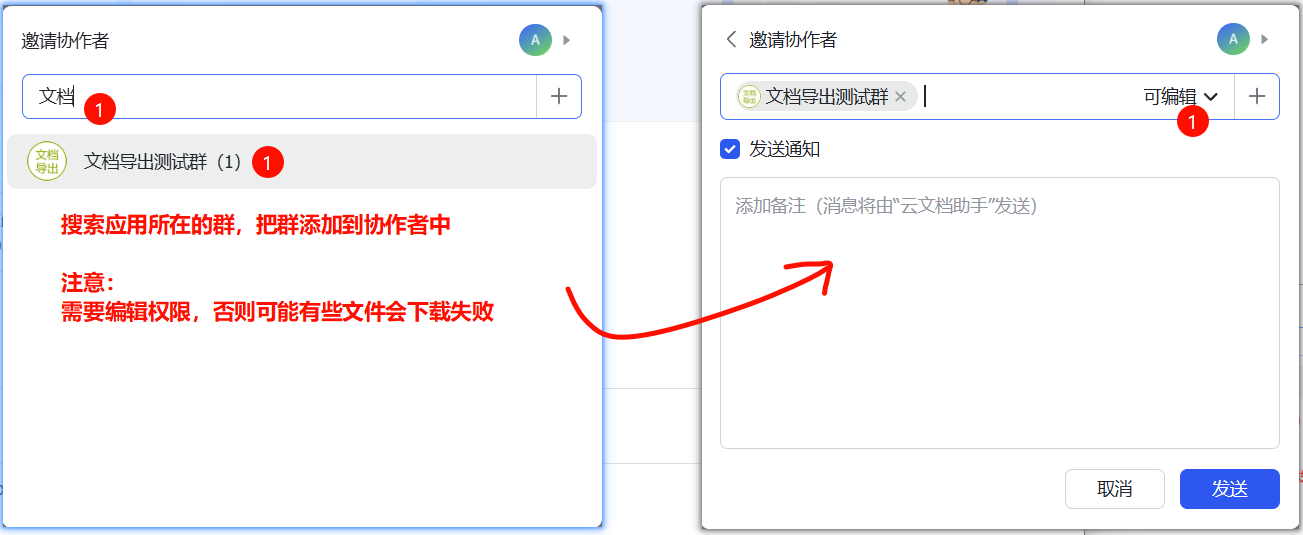 邀请协作者
A
文档
1
文档
导出
文档导出测试群（1）
1
搜索应用所在的群，把群添加到协作者中
注意：
需要编辑权限，否则可能有些文件会下载失败
邀请协作者
A
文档
导出
文档导出测试群
可编辑
1
发送通知
添加备注（消息将由“云文档助手”发送）
取消
发送